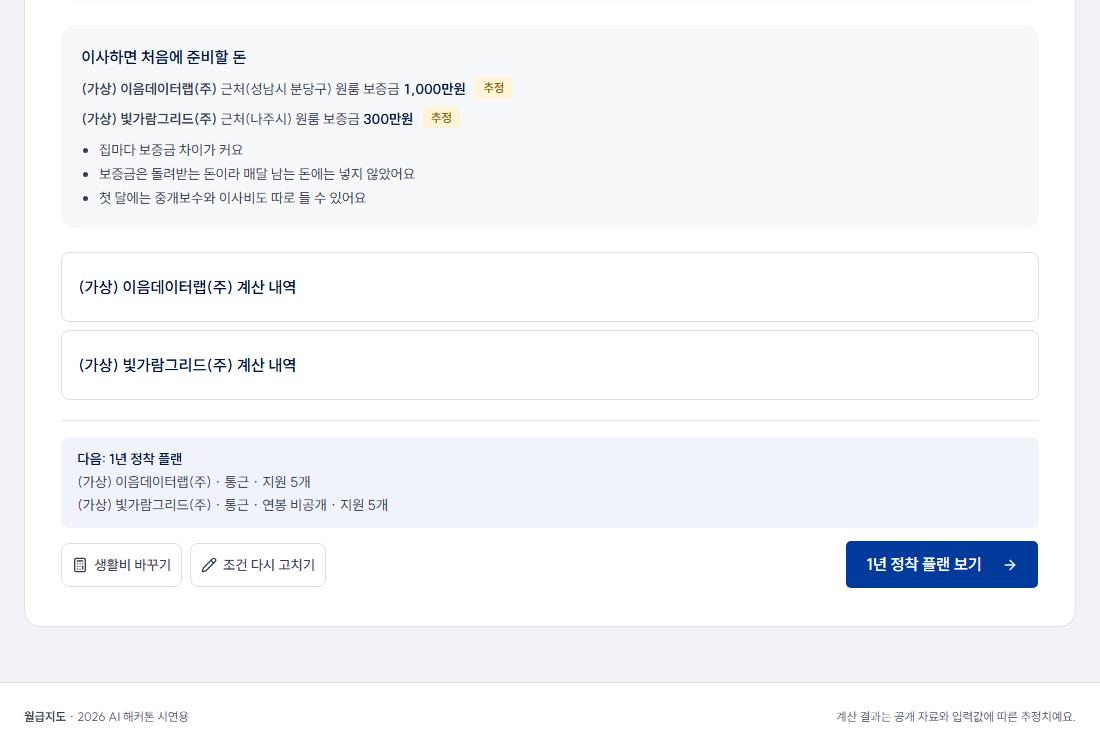 이사하면 처음에 준비할 돈
(가상) 이음데이터랩(주) 근처(성남시 분당구) 원룸 보증금 1,000만원 추정
(가상) 빛가람그리드(주) 근처(나주시) 원룸 보증금 300만원 추정
• 집마다 보증금 차이가 커요
• 보증금은 돌려받는 돈이라 매달 남는 돈에는 넣지 않았어요
• 첫 달에는 중개보수와 이사비도 따로 들 수 있어요
(가상) 이음데이터랩(주) 계산 내역
(가상) 빛가람그리드(주) 계산 내역
다음: 1년 정착 플랜
(가상) 이음데이터랩(주) · 통근 · 지원 5개
(가상) 빛가람그리드(주) · 통근 · 연봉 비공개 · 지원 5개
생활비 바꾸기 조건 다시 고치기 1년 정착 플랜 보기 →
월급지도 · 2026 AI 해커톤 시연용 계산 결과는 공개 자료와 입력값에 따른 추정치예요.